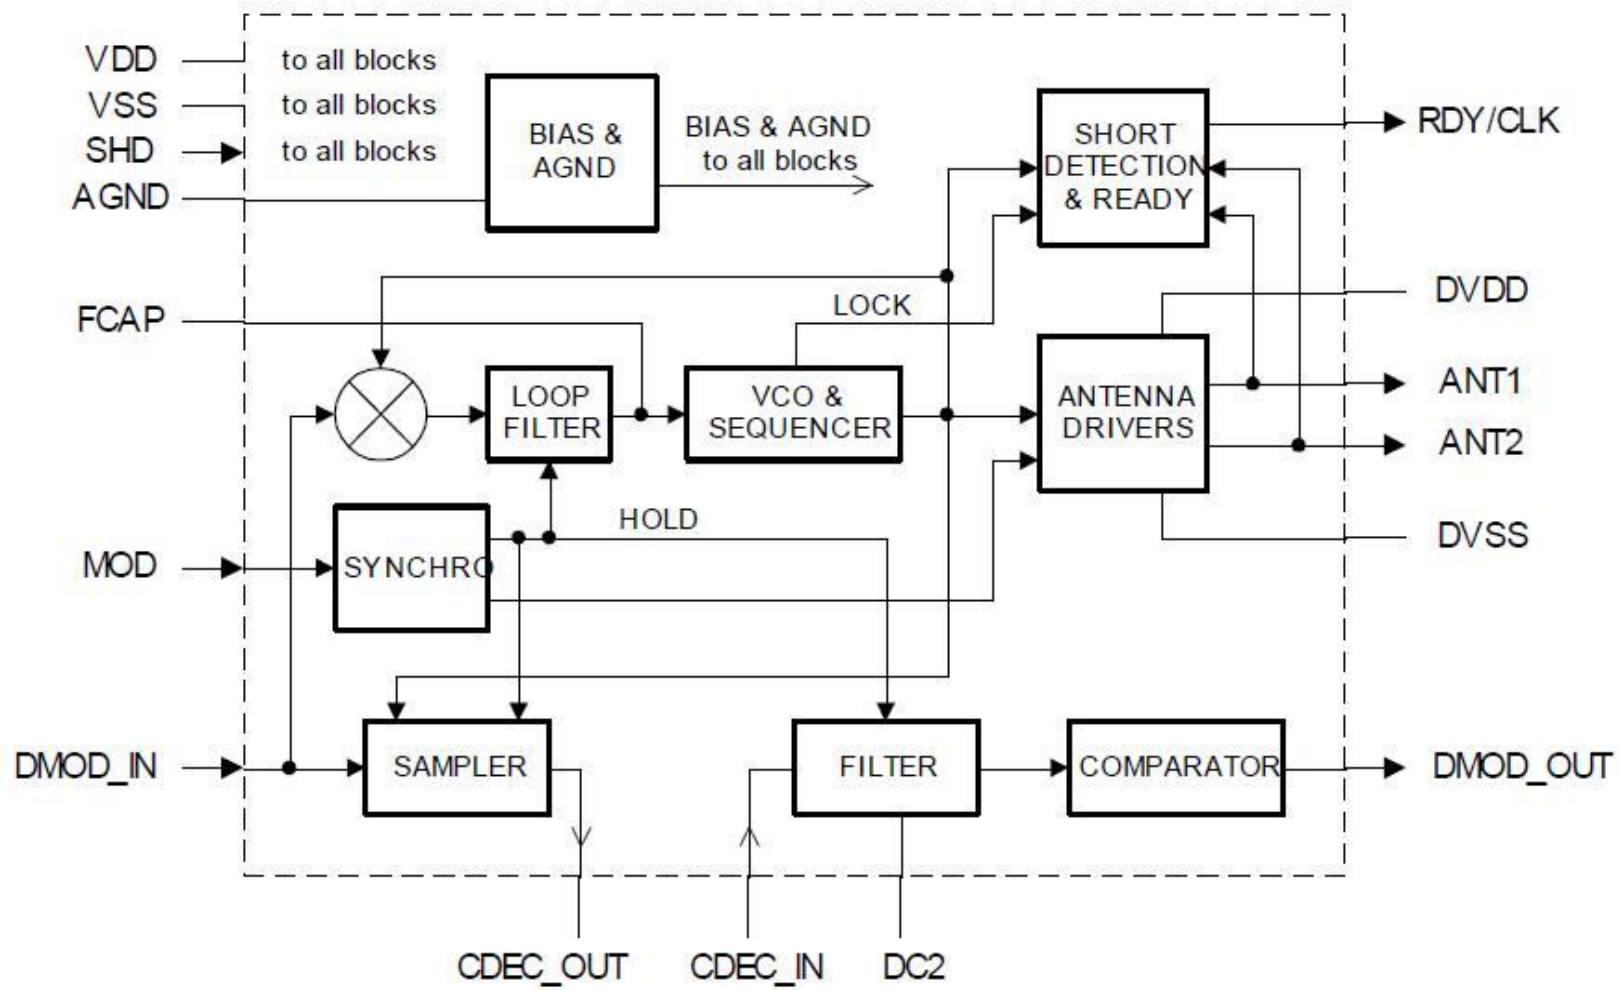 VDD
to all blocks
VSS
to all blocks
SHD
to all blocks
AGND
BIAS &
AGND
BIAS & AGND
to all blocks
SHORT
DETECTION
& READY
RDY/CLK
FCAP
LOCK
DVDD
LOOP
FILTER
VCO &
SEQUENCER
ANTENNA
DRIVERS
ANT1
ANT2
HOLD
DVSS
MOD
SYNCHRO
DMOD_IN
SAMPLER
FILTER
COMPARATOR
DMOD_OUT
CDEC_OUT
CDEC_IN
DC2